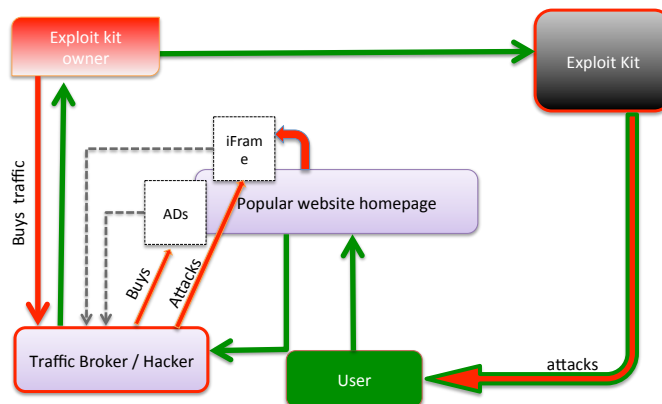 Exploit kit
owner
Exploit Kit
iFram
e
Popular website homepage
ADs
Buys traffic
Buys
Attacks
Traffic Broker / Hacker
User
attacks